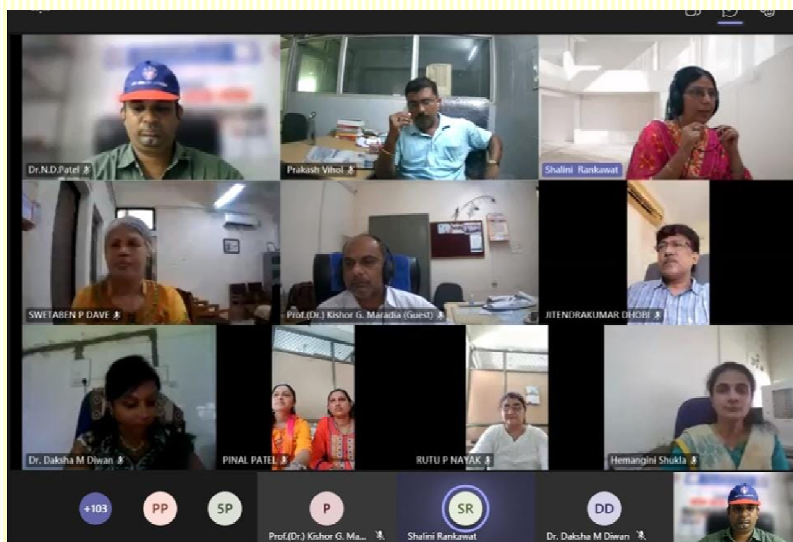 Dr.N.D.Patel
Prakash Vihol
Shalini Rankawat
SWETABEN P DAVE
Prof.(Dr.) Kishor G. Maradia (Guest)
JITENDRAKUMAR DHOBI
Dr. Daksha M Diwan
PINAL PATEL
RUTU P NAYAK
Hemangini Shukla
+103
PP
SP
P
SR
DD
Prof.(Dr.) Kishor G. Ma...
Shalini Rankawat
Dr. Daksha M Diwan